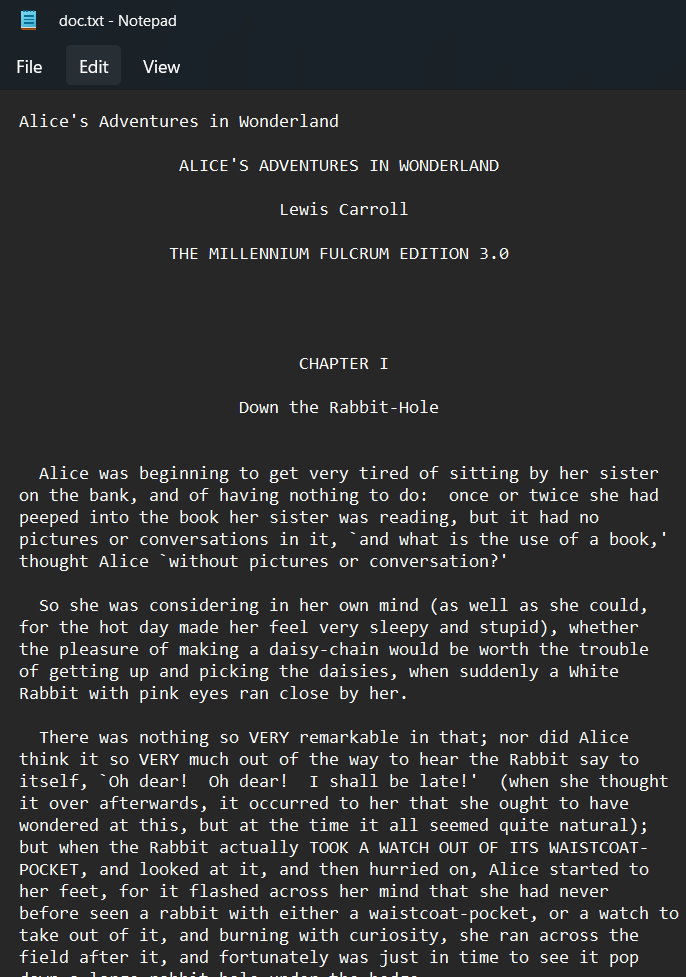 doc.txt - Notepad
File Edit View
Alice's Adventures in Wonderland
ALICE'S ADVENTURES IN WONDERLAND
Lewis Carroll
THE MILLENNIUM FULCRUM EDITION 3.0
CHAPTER I
Down the Rabbit-Hole
Alice was beginning to get very tired of sitting by her sister
on the bank, and of having nothing to do:  once or twice she had
peeped into the book her sister was reading, but it had no
pictures or conversations in it, `and what is the use of a book,'
thought Alice `without pictures or conversation?'
So she was considering in her own mind (as well as she could,
for the hot day made her feel very sleepy and stupid), whether
the pleasure of making a daisy-chain would be worth the trouble
of getting up and picking the daisies, when suddenly a White
Rabbit with pink eyes ran close by her.
There was nothing so VERY remarkable in that; nor did Alice
think it so VERY much out of the way to hear the Rabbit say to
itself, `Oh dear!  Oh dear!  I shall be late!'  (when she thought
it over afterwards, it occurred to her that she ought to have
wondered at this, but at the time it all seemed quite natural);
but when the Rabbit actually TOOK A WATCH OUT OF ITS WAISTCOAT-
POCKET, and looked at it, and then hurried on, Alice started to
her feet, for it flashed across her mind that she had never
before seen a rabbit with either a waistcoat-pocket, or a watch to
take out of it, and burning with curiosity, she ran across the
field after it, and fortunately was just in time to see it pop
down a large rabbit-hole under the hedge.